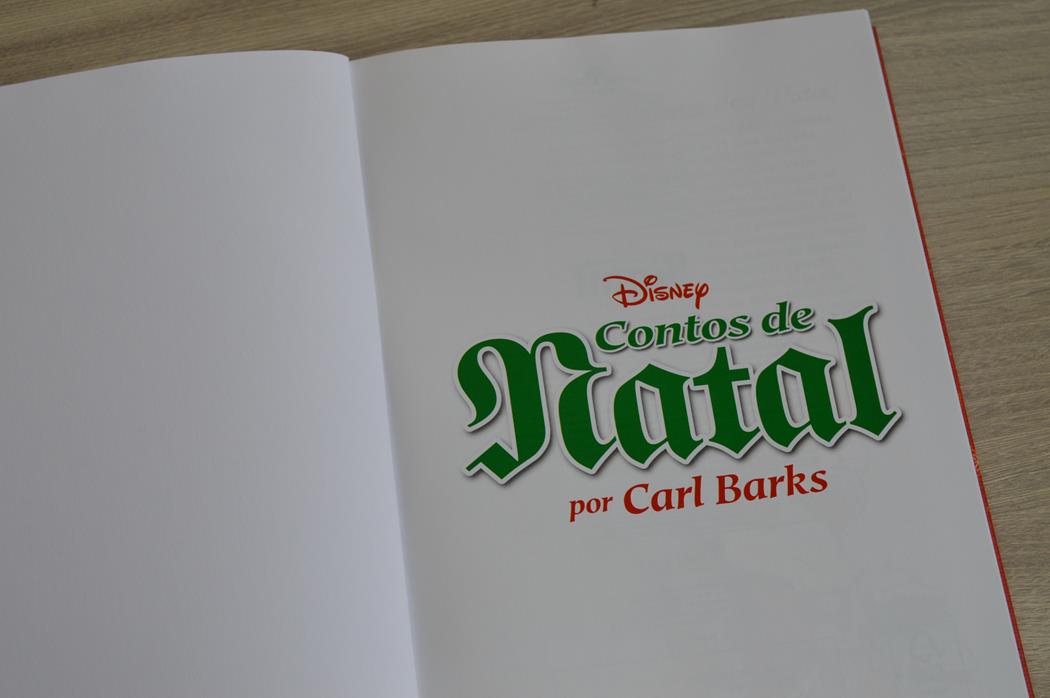 Disney
Contos de
Natal
por Carl Barks